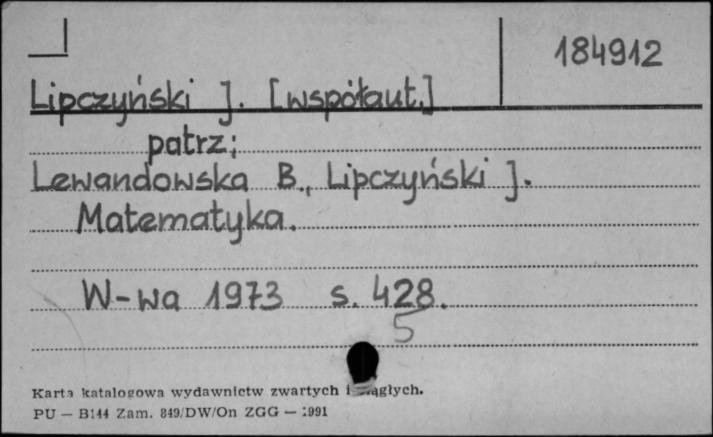 184912
Lipczyński J. [współaut.]
patrz:
Lewandowska B., Lipczyński J.
Matematyka.
W-wa 1973 s. 428.
5
Karta katalogowa wydawnictw zwartych i ciągłych.
PU — B144 Zam. 849/DW/On ZGG — 1991